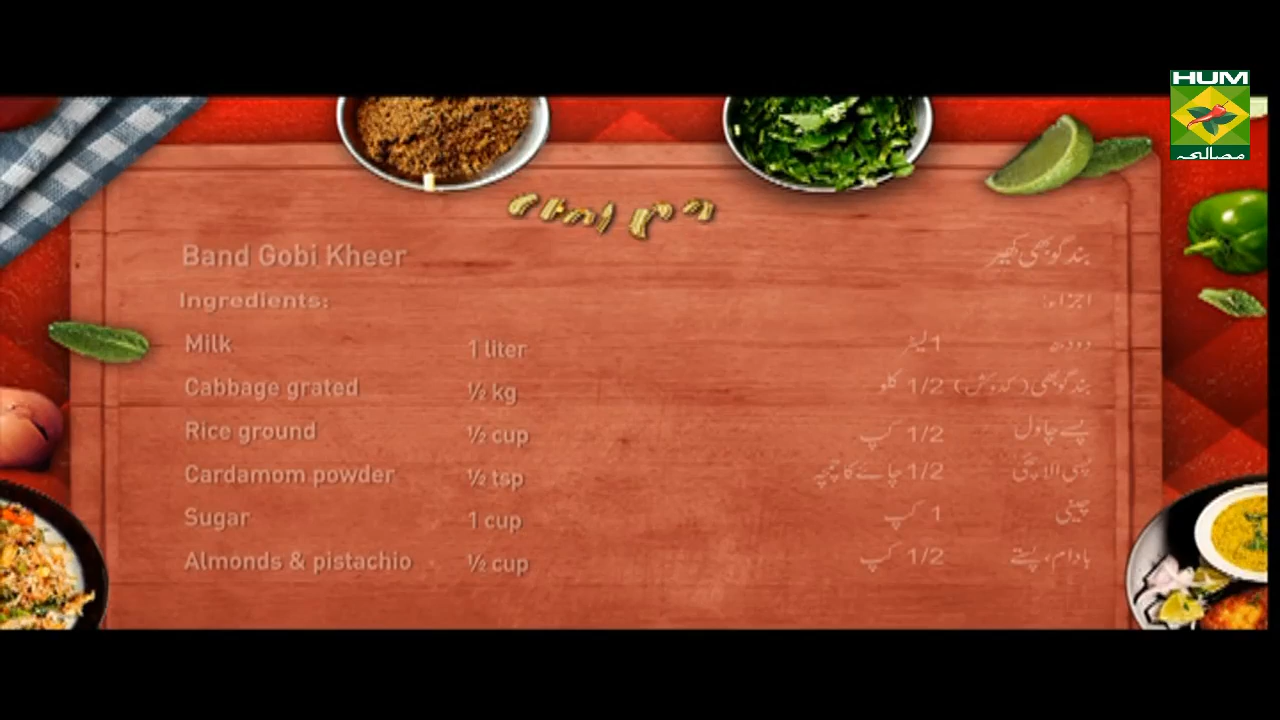 HUM
مصالحہ
Band Gobi Kheer بند گوبھی کھیر
Ingredients: اجزاء:
Milk 1 liter دودھ 1 لیٹر
Cabbage grated ½ kg بند گوبھی (کدوکش) 1/2 کلو
Rice ground ½ cup پسے چاول 1/2 کپ
Cardamom powder ½ tsp پسی الائچی 1/2 چائے کا چمچہ
Sugar 1 cup چینی 1 کپ
Almonds & pistachio ½ cup بادام، پستے 1/2 کپ